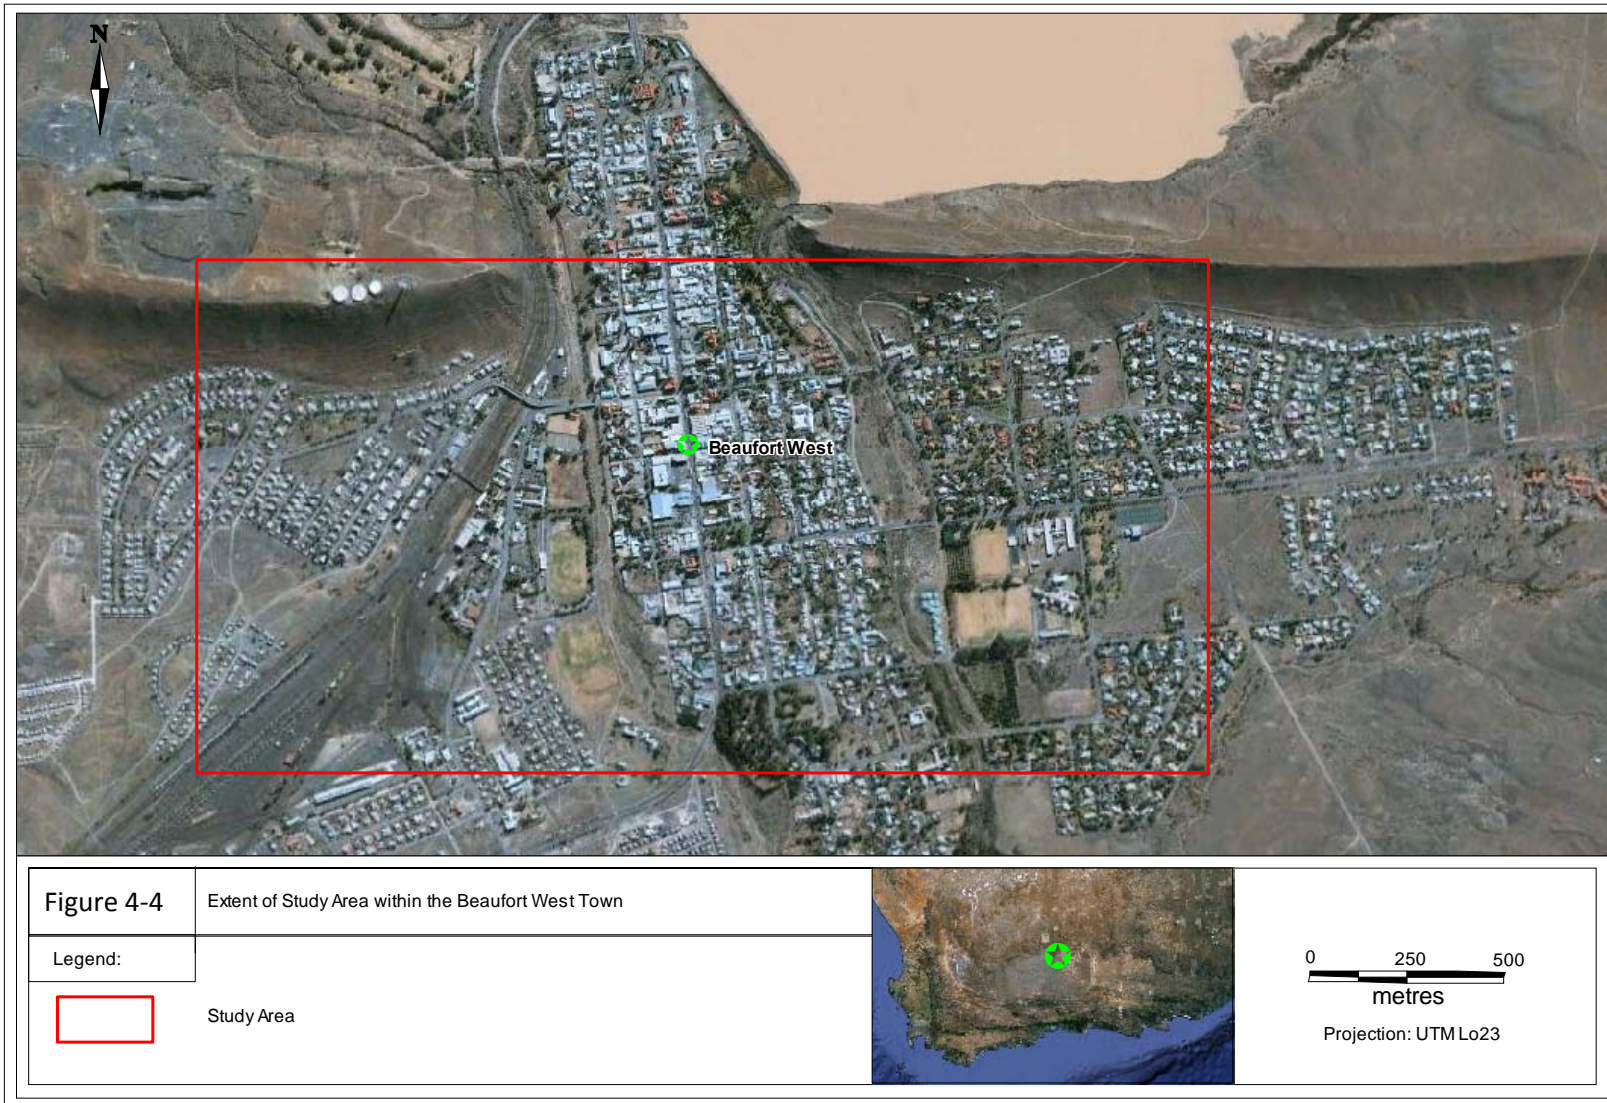 N
Beaufort West
Figure 4-4
Extent of Study Area within the Beaufort West Town
Legend:
Study Area
0 250 500
metres
Projection: UTM Lo23